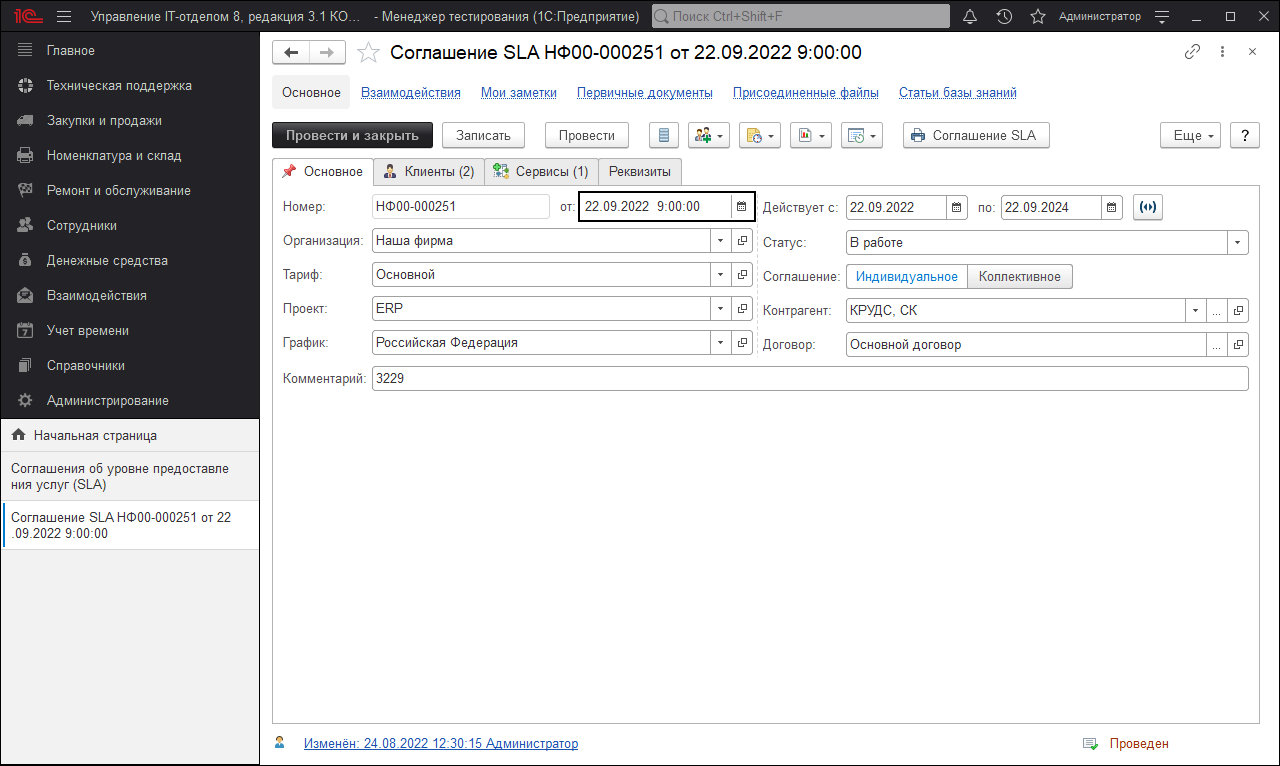 1С Управление IT-отделом 8, редакция 3.1 КО... - Менеджер тестирования (1С:Предприятие) Поиск Ctrl+Shift+F Администратор
Главное
Техническая поддержка
Закупки и продажи
Номенклатура и склад
Ремонт и обслуживание
Сотрудники
Денежные средства
Взаимодействия
Учет времени
Справочники
Администрирование
Начальная страница
Соглашения об уровне предоставле
ния услуг (SLA)
Соглашение SLA НФ00-000251 от 22
.09.2022 9:00:00
Соглашение SLA НФ00-000251 от 22.09.2022 9:00:00
Основное Взаимодействия Мои заметки Первичные документы Присоединенные файлы Статьи базы знаний
Провести и закрыть Записать Провести Соглашение SLA Еще ?
Основное Клиенты (2) Сервисы (1) Реквизиты
Номер: НФ00-000251 от: 22.09.2022 9:00:00 Действует с: 22.09.2022 по: 22.09.2024
Организация: Наша фирма Статус: В работе
Тариф: Основной Соглашение: Индивидуальное Коллективное
Проект: ERP Контрагент: КРУДС, СК ...
График: Российская Федерация Договор: Основной договор ...
Комментарий: 3229
Изменён: 24.08.2022 12:30:15 Администратор Проведен